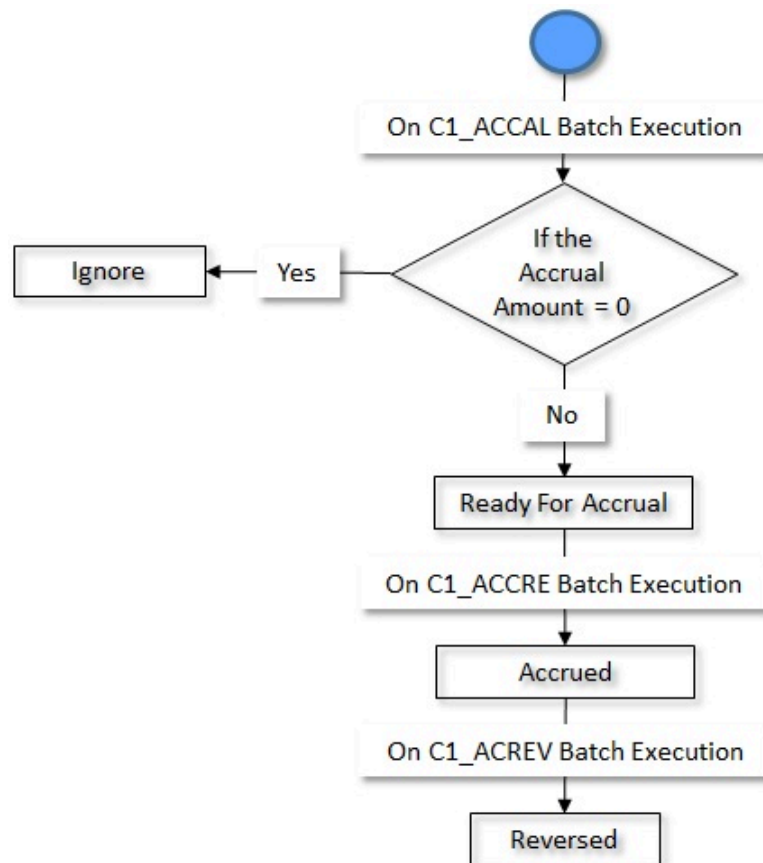 On C1_ACCAL Batch Execution
If the
Accrual
Amount = 0
Yes
Ignore
No
Ready For Accrual
On C1_ACCRE Batch Execution
Accrued
On C1_ACREV Batch Execution
Reversed